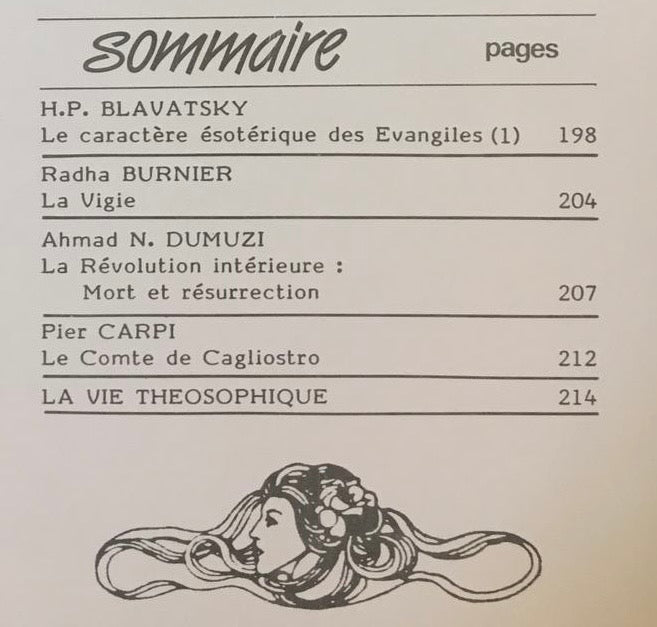 sommaire pages
H.P. BLAVATSKY
Le caractère ésotérique des Evangiles (1) 198
Radha BURNIER
La Vigie 204
Ahmad N. DUMUZI
La Révolution intérieure :
Mort et résurrection 207
Pier CARPI
Le Comte de Cagliostro 212
LA VIE THEOSOPHIQUE 214